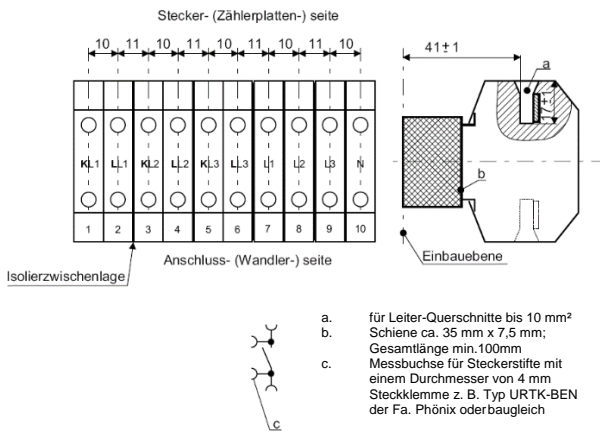 Stecker- (Zählerplatten-) seite
10 11 10 11 10 11 10 11 10
KL1 LL1 KL2 LL2 KL3 LL3 L1 L2 L3 N
1 2 3 4 5 6 7 8 9 10
Anschluss- (Wandler-) seite
Isolierzwischenlage
41±1
a
b
Einbauebene
c
a. für Leiter-Querschnitte bis 10 mm²
b. Schiene ca. 35 mm x 7,5 mm;
Gesamtlänge min.100mm
c. Messbuchse für Steckerstifte mit
einem Durchmesser von 4 mm
Steckklemme z. B. Typ URTK-BEN
der Fa. Phönix oderbaugleich